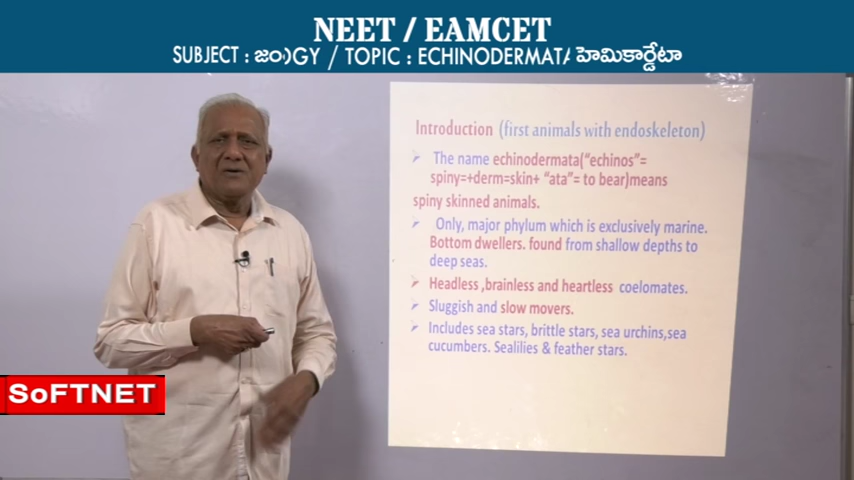 NEET / EAMCET
SUBJECT : జం)GY / TOPIC : ECHINODERMATA హెమికార్డేటా
Introduction (first animals with endoskeleton)
The name echinodermata("echinos"=
spiny=+derm=skin+ "ata"= to bear)means
spiny skinned animals.
Only, major phylum which is exclusively marine.
Bottom dwellers. found from shallow depths to
deep seas.
Headless ,brainless and heartless coelomates.
Sluggish and slow movers.
Includes sea stars, brittle stars, sea urchins,sea
cucumbers. Sealilies & feather stars.
SoFTNET